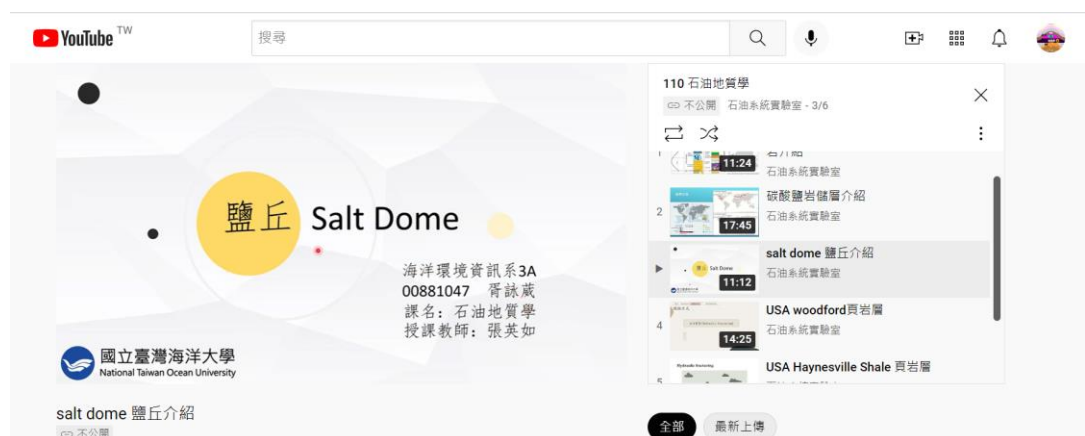 YouTube TW
搜尋
鹽丘 Salt Dome
海洋環境資訊系3A
00881047 胥詠葳
課名：石油地質學
授課教師：張英如
國立臺灣海洋大學
National Taiwan Ocean University
salt dome 鹽丘介紹
不公開
110 石油地質學
不公開 石油系統實驗室 - 3/6
11:24
石油系統實驗室
2
17:45
碳酸鹽岩儲層介紹
石油系統實驗室
鹽丘 Salt Dome
11:12
salt dome 鹽丘介紹
石油系統實驗室
4
14:25
USA woodford頁岩層
石油系統實驗室
5
USA Haynesville Shale 頁岩層
全部
最新上傳